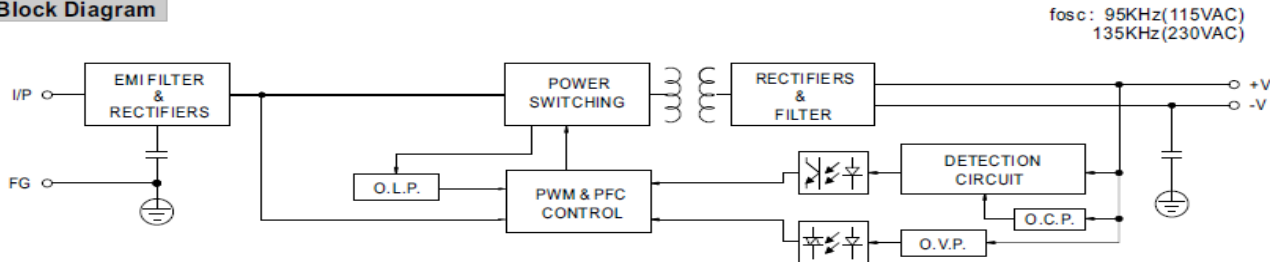 Block Diagram
fosc: 95KHz(115VAC)
135KHz(230VAC)
I/P
EMI FILTER
&
RECTIFIERS
POWER
SWITCHING
RECTIFIERS
&
FILTER
+V
-V
FG
O.L.P.
PWM & PFC
CONTROL
DETECTION
CIRCUIT
O.C.P.
O.V.P.